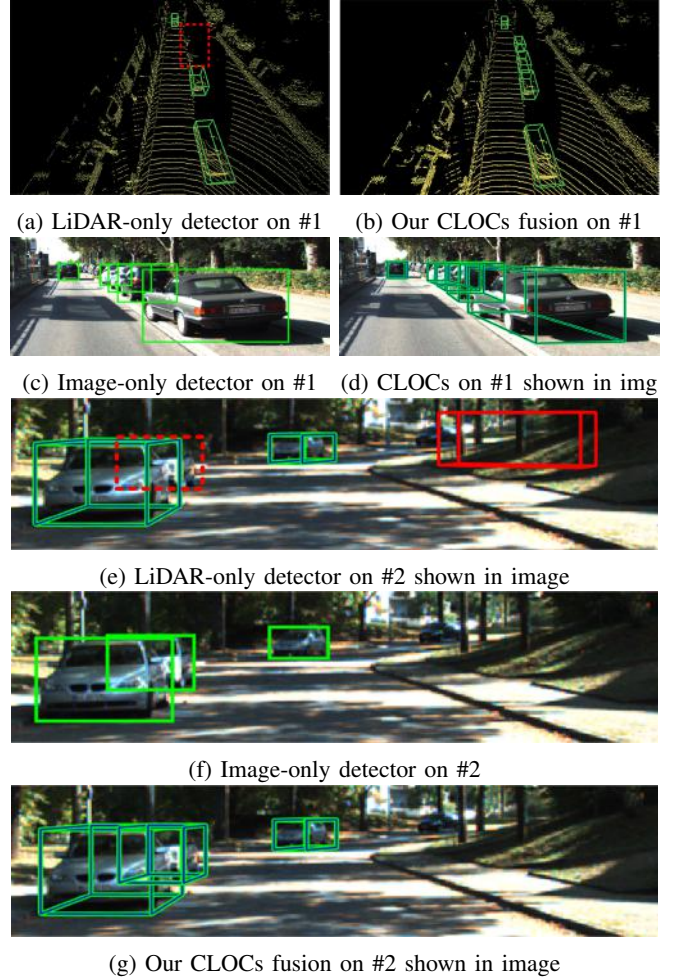 (a) LiDAR-only detector on #1
(b) Our CLOCs fusion on #1
(c) Image-only detector on #1
(d) CLOCs on #1 shown in img
(e) LiDAR-only detector on #2 shown in image
(f) Image-only detector on #2
(g) Our CLOCs fusion on #2 shown in image